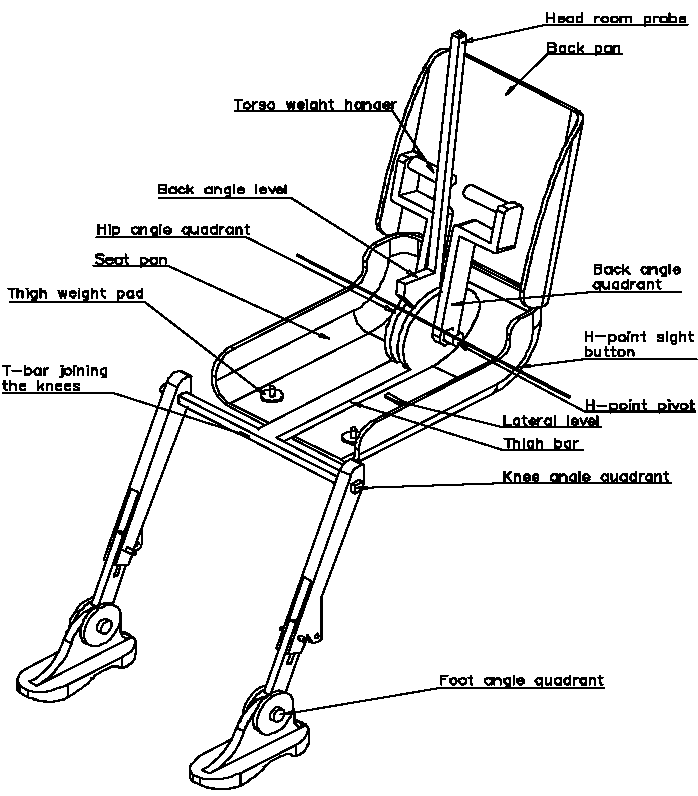 Head room probe
Back pan
Torso weight hanger
Back angle level
Hip angle quadrant
Seat pan
Back angle
quadrant
Thigh weight pad
H-point sight
button
T-bar joining
the knees
H-point pivot
Lateral level
Thigh bar
Knee angle quadrant
Foot angle quadrant